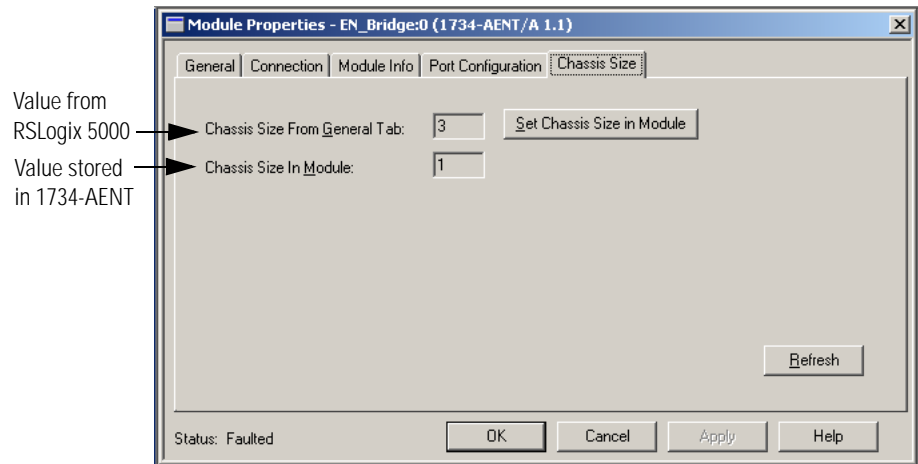 Module Properties - EN_Bridge:0 (1734-AENT/A 1.1)
General Connection Module Info Port Configuration Chassis Size
Value from
RSLogix 5000
Chassis Size From General Tab: 3 Set Chassis Size in Module
Value stored
in 1734-AENT
Chassis Size In Module: 1
Refresh
Status: Faulted OK Cancel Apply Help